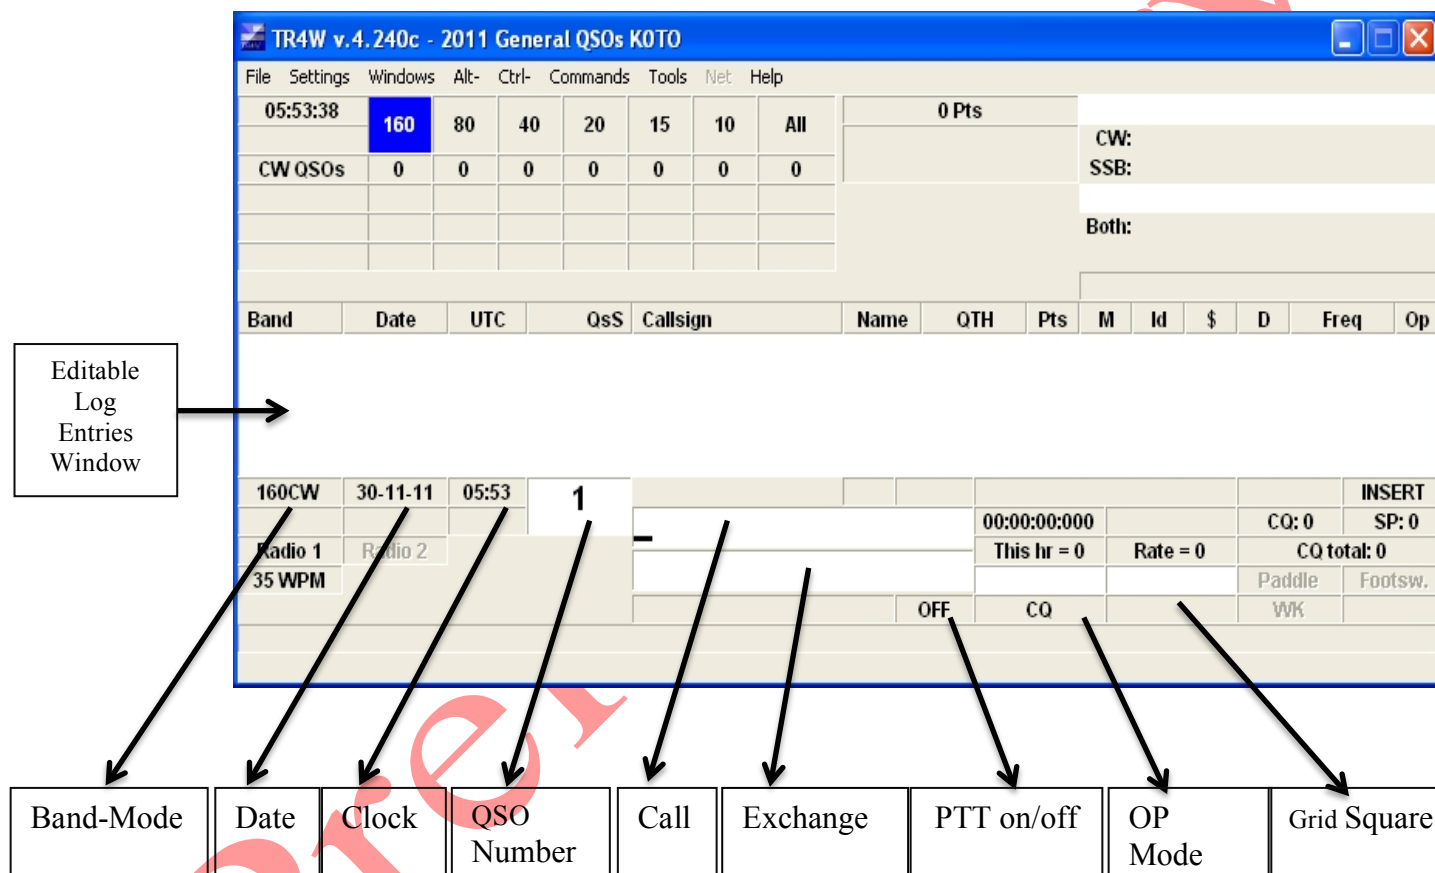 TR4W v.4.240c - 2011 General QSOs K0TO
File Settings Windows Alt- Ctrl- Commands Tools Net Help
05:53:38 160 80 40 20 15 10 All 0 Pts
CW:
CW QSOs 0 0 0 0 0 0 0 SSB:
Both:
Band Date UTC QsS Callsign Name QTH Pts M Id $ D Freq Op
Editable
Log
Entries
Window
160CW 30-11-11 05:53 1 INSERT
00:00:00:000 CQ: 0 SP: 0
Radio 1 Radio 2 This hr = 0 Rate = 0 CQ total: 0
35 WPM Paddle Footsw.
OFF CQ WK
Band-Mode Date Clock QSO Number Call Exchange PTT on/off OP Mode Grid Square